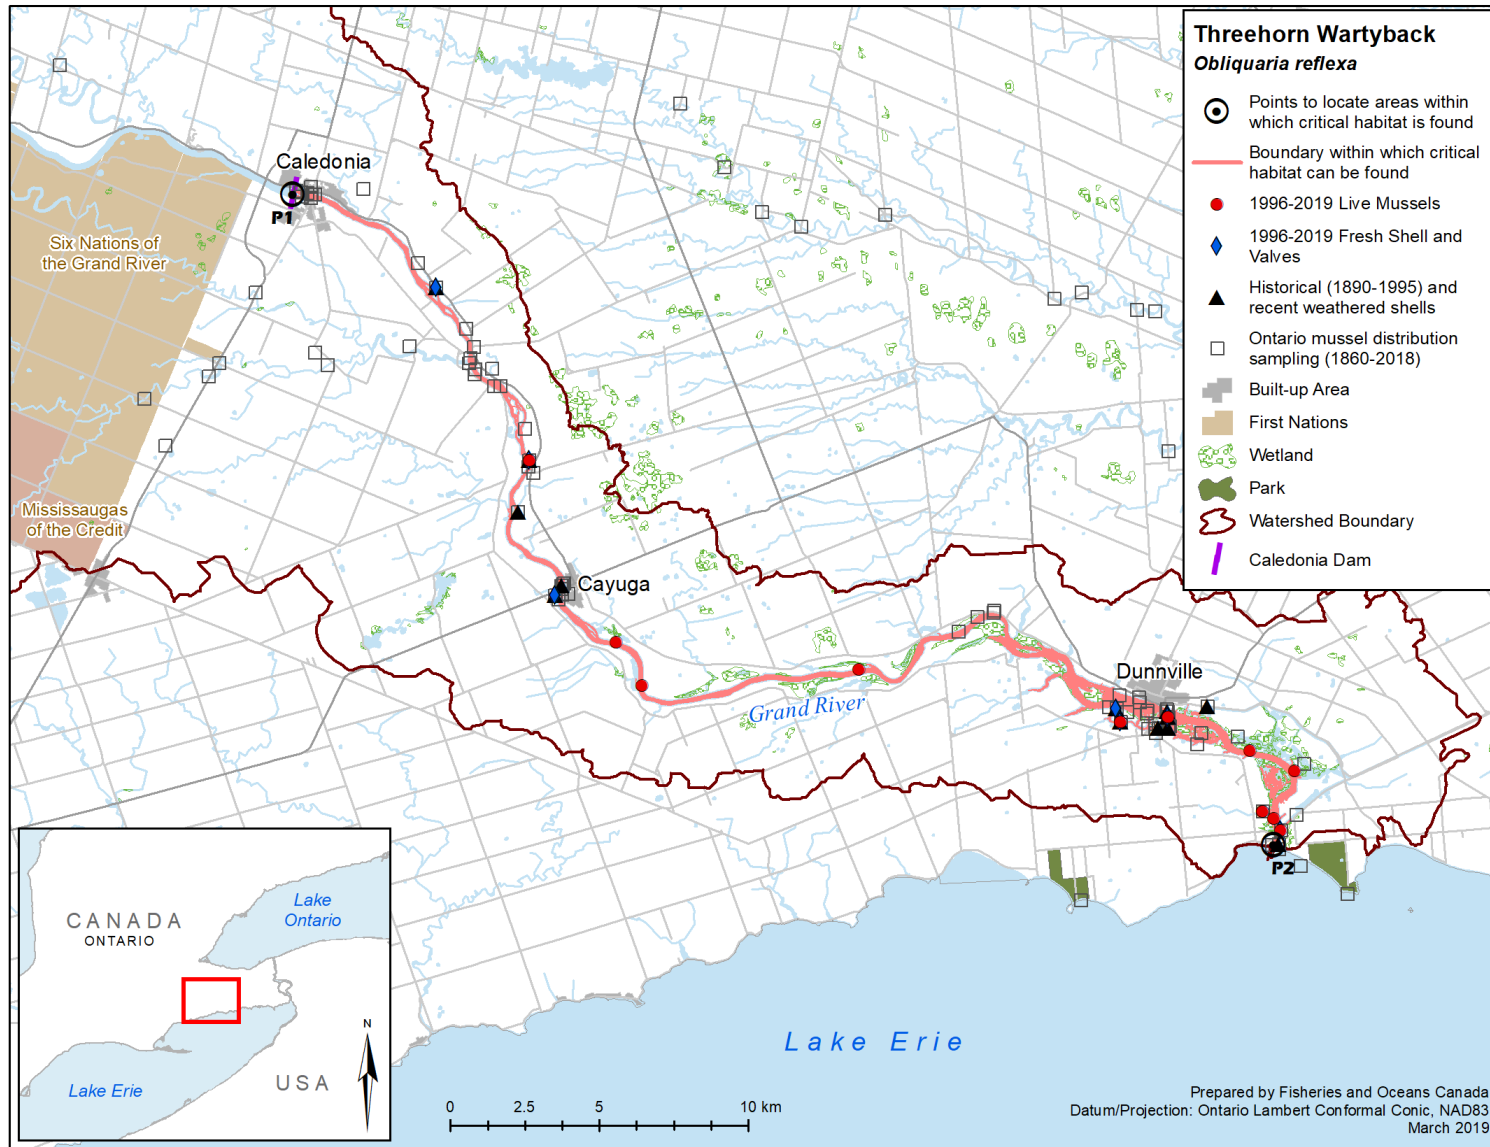 Threehorn Wartyback
Obliquaria reflexa
Points to locate areas within
which critical habitat is found
Boundary within which critical
habitat can be found
1996-2019 Live Mussels
1996-2019 Fresh Shell and
Valves
Historical (1890-1995) and
recent weathered shells
Ontario mussel distribution
sampling (1860-2018)
Built-up Area
First Nations
Wetland
Park
Watershed Boundary
Caledonia Dam
Caledonia
P1
Six Nations of
the Grand River
Mississaugas
of the Credit
Cayuga
Grand River
Dunnville
P2
Lake Erie
CANADA
ONTARIO
Lake
Ontario
Lake Erie
USA
N
0 2.5 5 10 km
Prepared by Fisheries and Oceans Canada
Datum/Projection: Ontario Lambert Conformal Conic, NAD83
March 2019